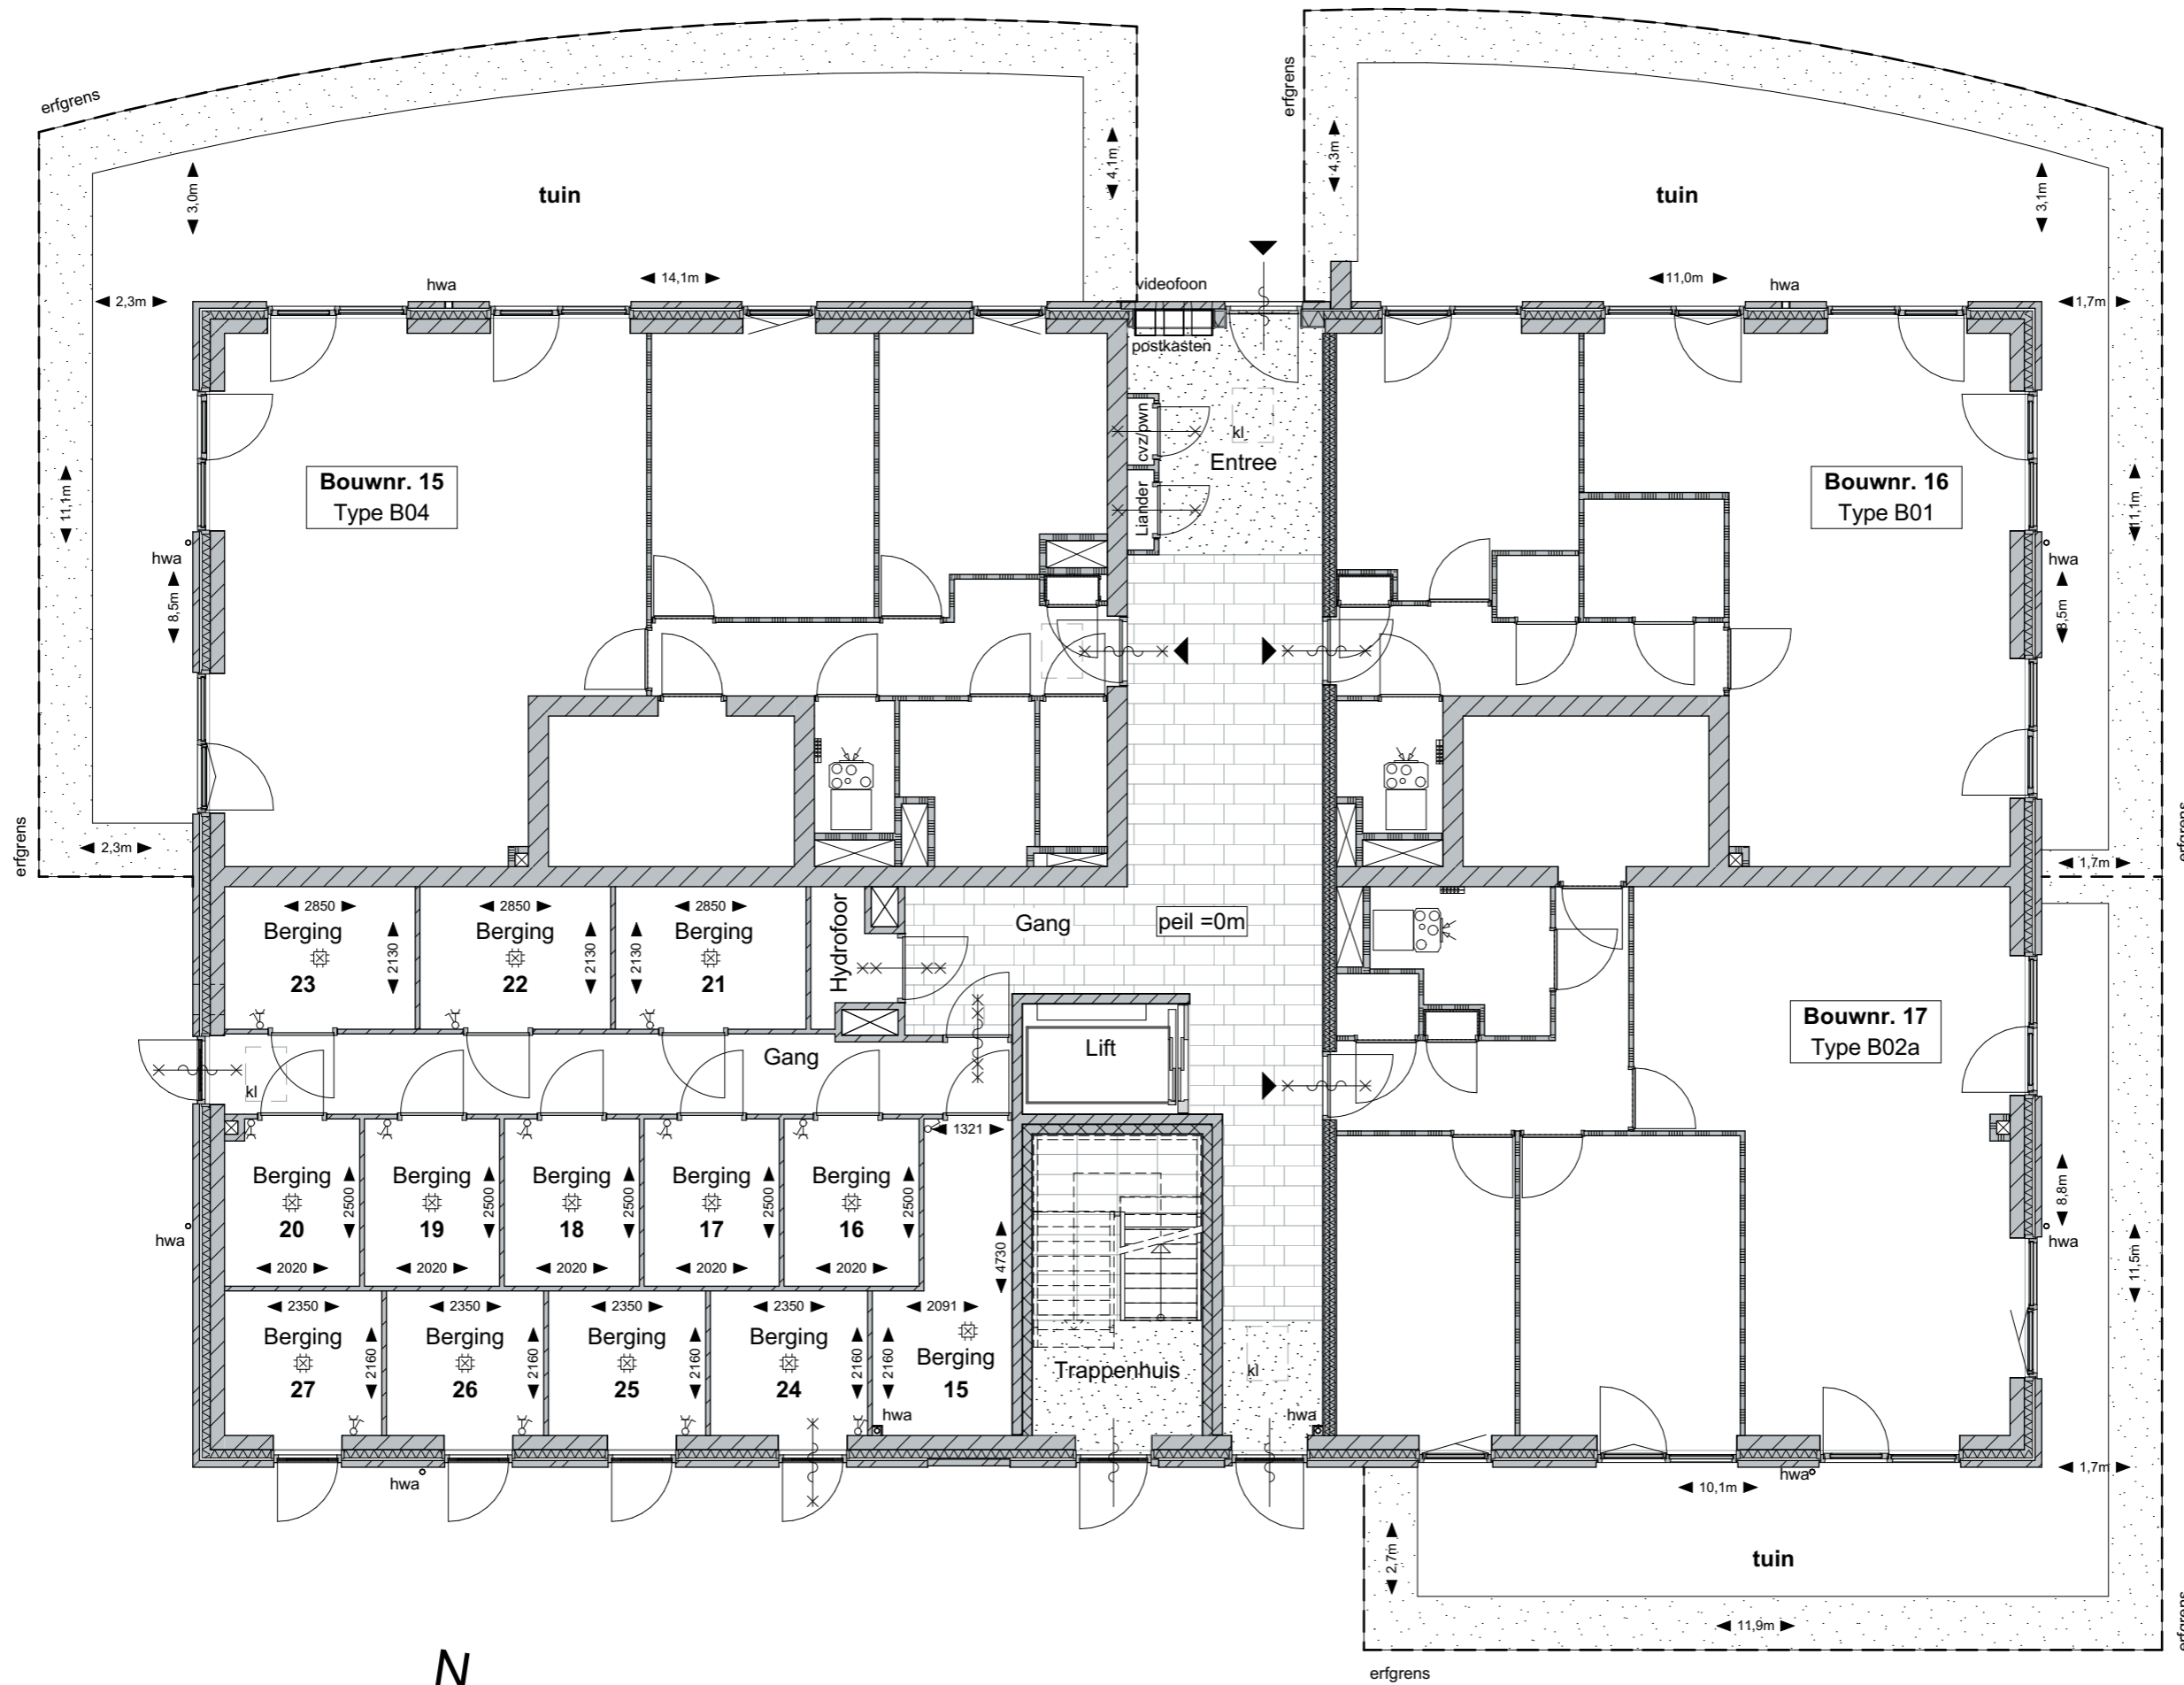 erfgrens
erfgrens
3,0m
tuin
4,1m
4,3m
tuin
3,1m
2,3m
hwa
14,1m
videofoon
11,0m
hwa
1,7m
postkasten
cvz/pwn
kl
Entree
Liander
Bouwnr. 15
Type B04
Bouwnr. 16
Type B01
11,1m
hwa
8,5m
11,1m
hwa
8,5m
erfgrens
2,3m
erfgrens
1,7m
2850
Berging
2130
23
2850
Berging
2130
22
2850
Berging
2130
21
Hydrofoor
Gang
peil =0m
Bouwnr. 17
Type B02a
Gang
Lift
kl
1321
Berging
2500
20
2020
Berging
2500
19
2020
Berging
2500
18
2020
Berging
2500
17
2020
Berging
2500
16
2020
4730
hwa
8,8m
hwa
11,5m
2350
Berging
2160
27
2350
Berging
2160
26
2350
Berging
2160
25
2350
Berging
2160
24
2091
2160
Berging
15
hwa
Trappenhuis
kl
hwa
hwa
10,1m
hwa
1,7m
2,7m
tuin
11,9m
erfgrens
erfgrens
N